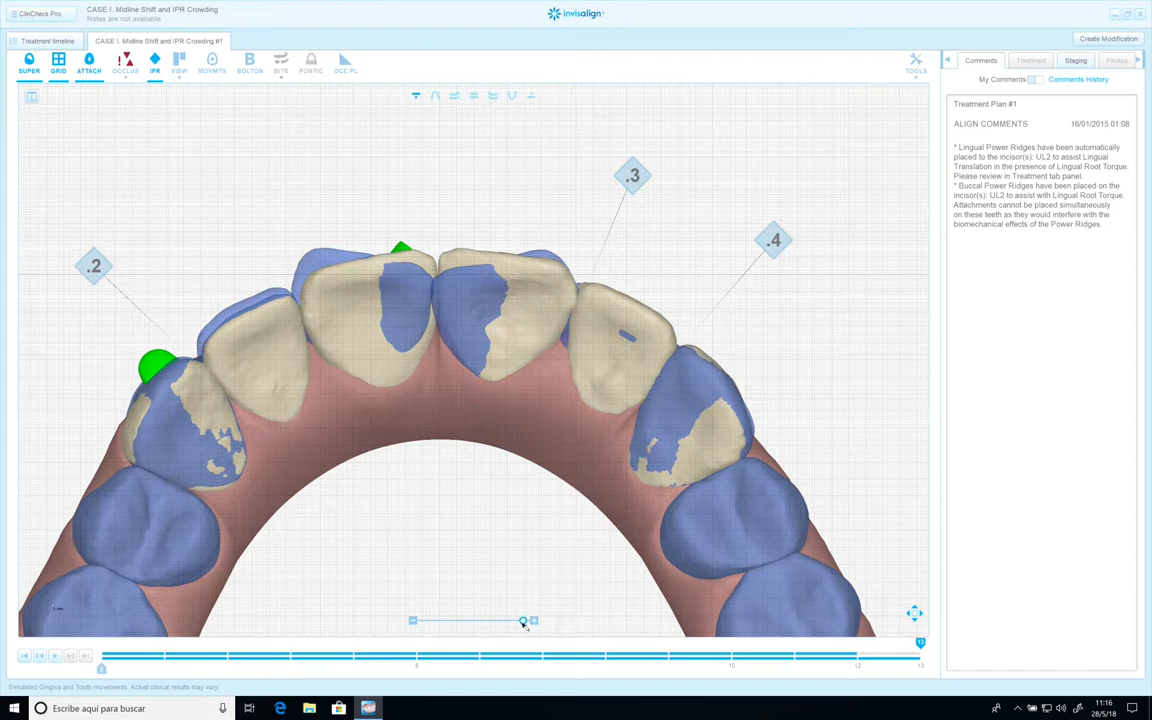 ClinCheck Pro
CASE I. Midline Shift and IPR Crowding
Notes are not available
invisalign
Treatment timeline
CASE I. Midline Shift and IPR Crowding #1
Create Modification
SUPER
GRID
ATTACH
OCCLUS
IPR
VIEW
MOVMTS
BOLTON
BITE
PONTIC
OCC PL
TOOLS
Comments
Treatment
Staging
Photos
My Comments
Comments History
Treatment Plan #1
ALIGN COMMENTS 16/01/2015 01:08
* Lingual Power Ridges have been automatically
placed to the incisor(s): UL2 to assist Lingual
Translation in the presence of Lingual Root Torque.
Please review in Treatment tab panel.
* Buccal Power Ridges have been placed on the
incisor(s): UL2 to assist with Lingual Root Torque.
Attachments cannot be placed simultaneously
on these teeth as they would interfere with the
biomechanical effects of the Power Ridges.
.3
.4
.2
13
0
5
10
12
13
Simulated Gingiva and Tooth movements. Actual clinical results may vary.
Escribe aquí para buscar
11:16
28/5/18